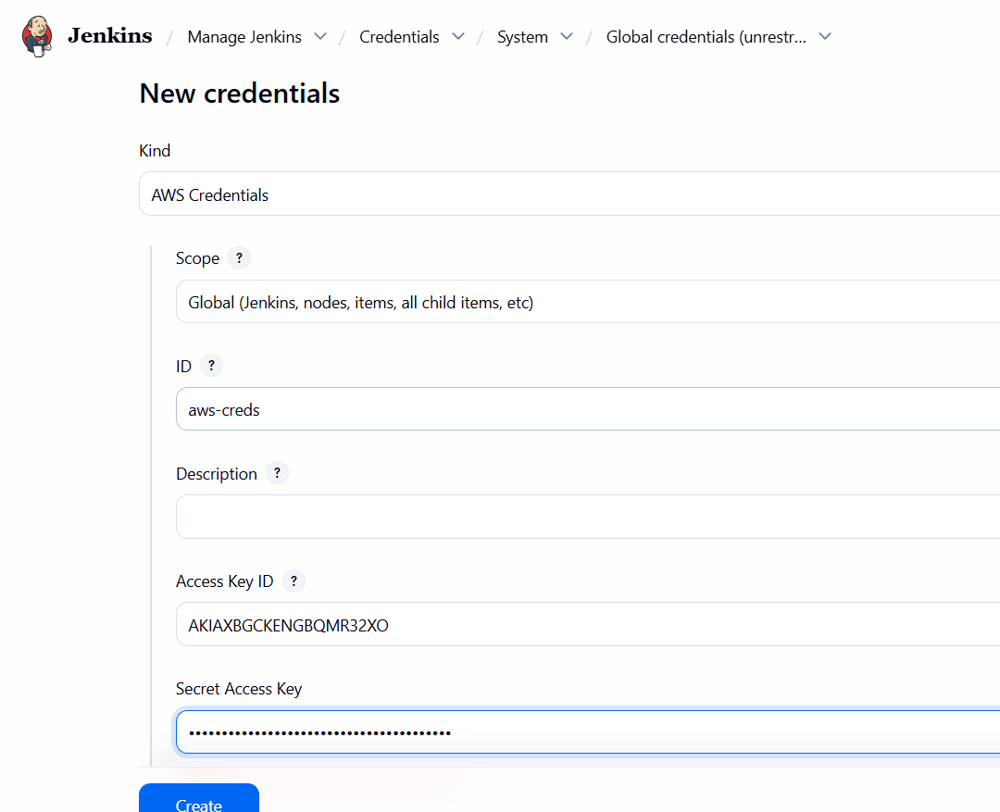 Jenkins / Manage Jenkins / Credentials / System / Global credentials (unrestr...
New credentials
Kind
AWS Credentials
Scope ?
Global (Jenkins, nodes, items, all child items, etc)
ID ?
aws-creds
Description ?
Access Key ID ?
AKIAXBGCKENGBQMR32XO
Secret Access Key
••••••••••••••••••••••••••••••••••••••••
Create